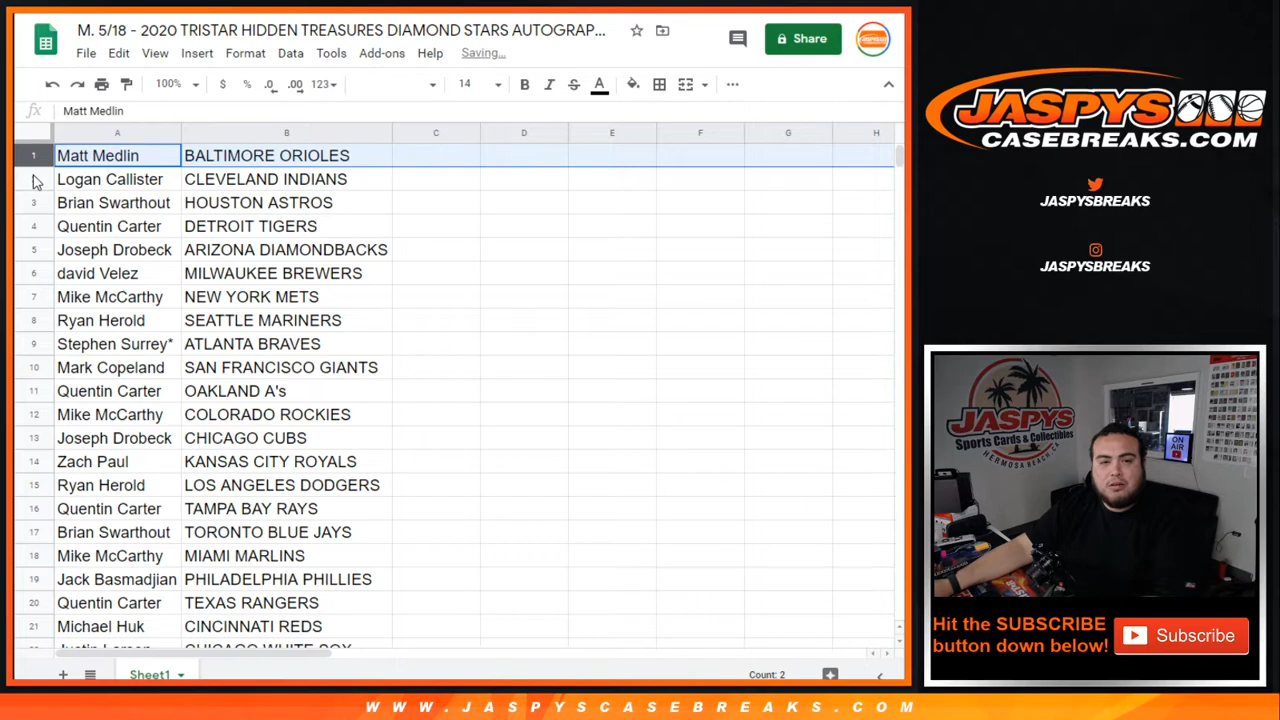 M. 5/18 - 2020 TRISTAR HIDDEN TREASURES DIAMOND STARS AUTOGRAP...
File Edit View Insert Format Data Tools Add-ons Help Saving...
Share
100% $ % .0 .00 123 14 B I S A
fx Matt Medlin
A B C D E F G H
1 Matt Medlin BALTIMORE ORIOLES
Logan Callister CLEVELAND INDIANS
3 Brian Swarthout HOUSTON ASTROS
4 Quentin Carter DETROIT TIGERS
5 Joseph Drobeck ARIZONA DIAMONDBACKS
6 david Velez MILWAUKEE BREWERS
7 Mike McCarthy NEW YORK METS
8 Ryan Herold SEATTLE MARINERS
9 Stephen Surrey* ATLANTA BRAVES
10 Mark Copeland SAN FRANCISCO GIANTS
11 Quentin Carter OAKLAND A's
12 Mike McCarthy COLORADO ROCKIES
13 Joseph Drobeck CHICAGO CUBS
14 Zach Paul KANSAS CITY ROYALS
15 Ryan Herold LOS ANGELES DODGERS
16 Quentin Carter TAMPA BAY RAYS
17 Brian Swarthout TORONTO BLUE JAYS
18 Mike McCarthy MIAMI MARLINS
19 Jack Basmadjian PHILADELPHIA PHILLIES
20 Quentin Carter TEXAS RANGERS
21 Michael Huk CINCINNATI REDS
CHICAGO WHITE SOX
Sheet1
Count: 2
JASPYS
CASEBREAKS.COM
JASPYSBREAKS
JASPYSBREAKS
JASPYS
Sports Cards & Collectibles
HERMOSA BEACH CA
ON
AIR
Hit the SUBSCRIBE
button down below!
Subscribe
WWW.JASPYSCASEBREAKS.COM